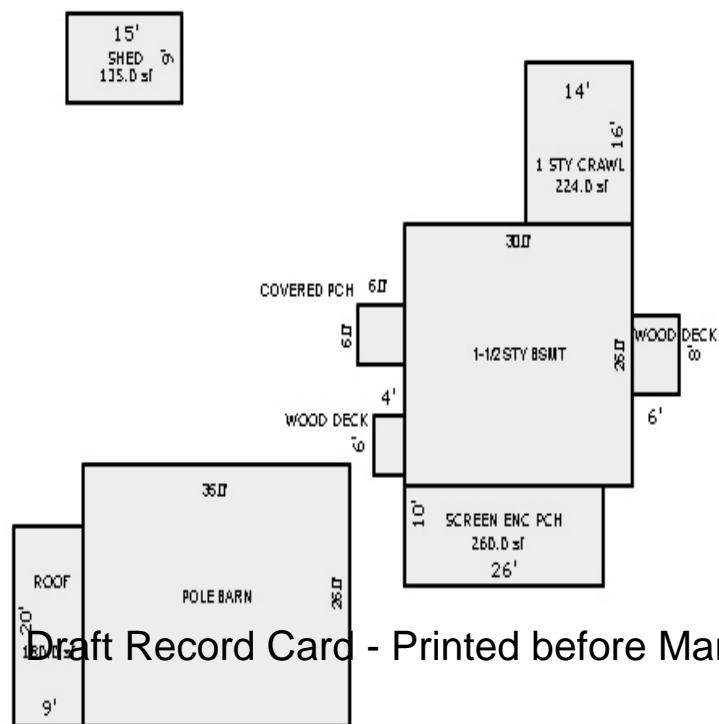 15'
SHED
9'
135.0 sf
14'
16'
1 STY CRAWL
224.0 sf
30.0'
COVERED PCH
6.0'
6.0'
1-1/2 STY BSMT
26.0'
WOOD DECK
8'
6'
4'
WOOD DECK
6'
10'
SCREEN ENC PCH
260.0 sf
26'
35.0'
POLE BARN
26.0'
ROOF
20'
180.0 sf
9'
Draft Record Card - Printed before Mar